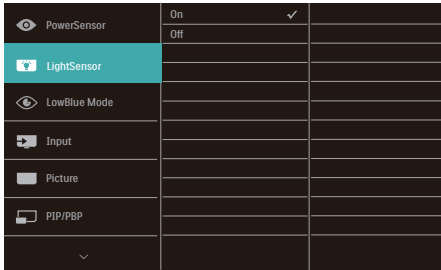 PowerSensor
LightSensor
LowBlue Mode
Input
Picture
PIP/PBP
On ✓
Off